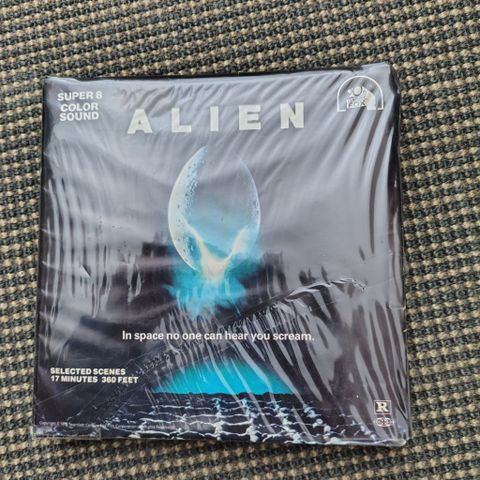 SUPER 8
COLOR
SOUND
ALIEN
In space no one can hear you scream.
SELECTED SCENES
17 MINUTES 360 FEET
R